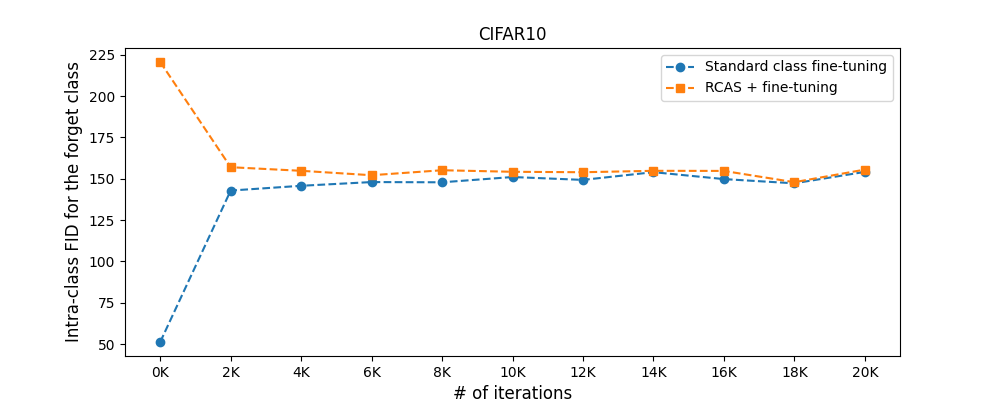 CIFAR10
Intra-class FID for the forget class
225
200
175
150
125
100
75
50
Standard class fine-tuning
RCAS + fine-tuning
0K 2K 4K 6K 8K 10K 12K 14K 16K 18K 20K
# of iterations